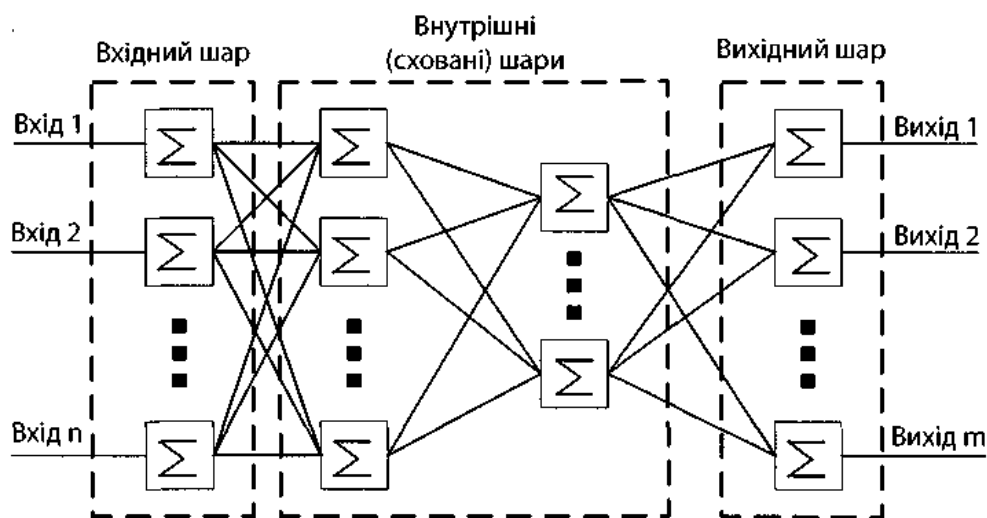 Внутрішні
(сховані) шари
Вхідний шар
Вихідний шар
Вхід 1
Σ
Σ
Σ
Вихід 1
Σ
Вхід 2
Σ
Σ
Σ
Вихід 2
Σ
Вхід n
Σ
Σ
Σ
Вихід m